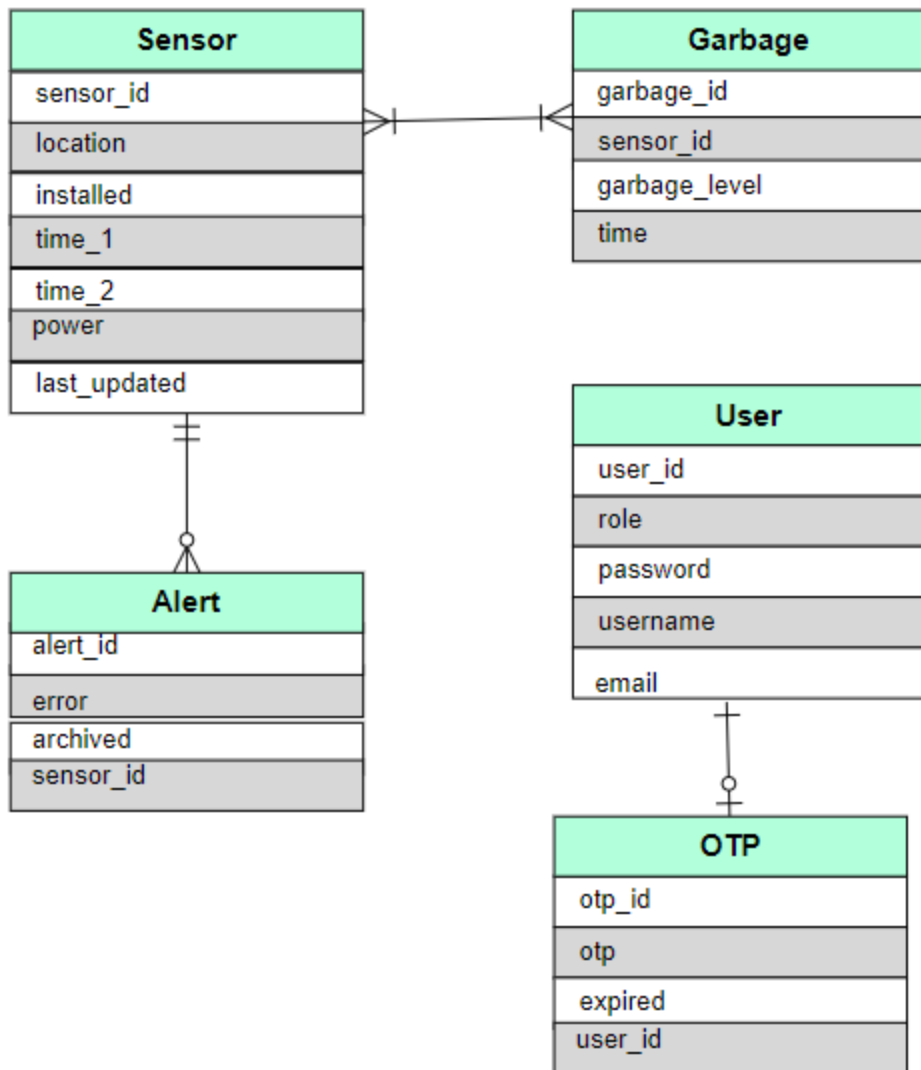 Sensor
sensor_id
location
installed
time_1
time_2
power
last_updated
Garbage
garbage_id
sensor_id
garbage_level
time
User
user_id
role
password
username
email
Alert
alert_id
error
archived
sensor_id
OTP
otp_id
otp
expired
user_id